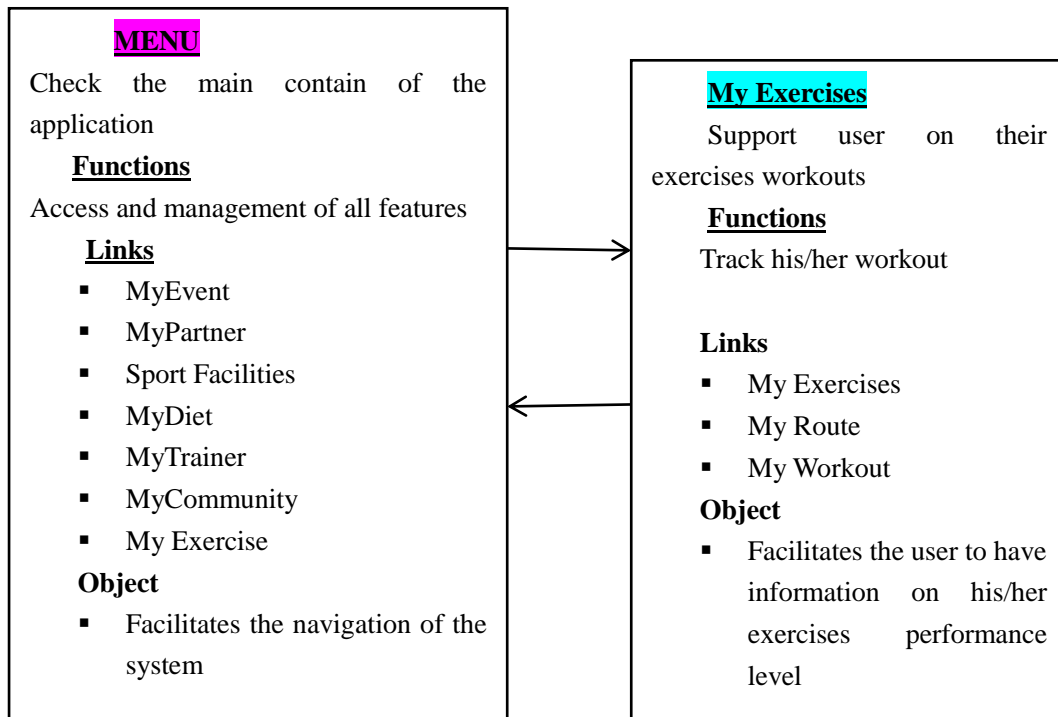 MENU
Check the main contain of the
application
Functions
Access and management of all features
Links
▪ MyEvent
▪ MyPartner
▪ Sport Facilities
▪ MyDiet
▪ MyTrainer
▪ MyCommunity
▪ My Exercise
Object
▪ Facilitates the navigation of the
system
My Exercises
Support user on their
exercises workouts
Functions
Track his/her workout
Links
▪ My Exercises
▪ My Route
▪ My Workout
Object
▪ Facilitates the user to have
information on his/her
exercises performance
level